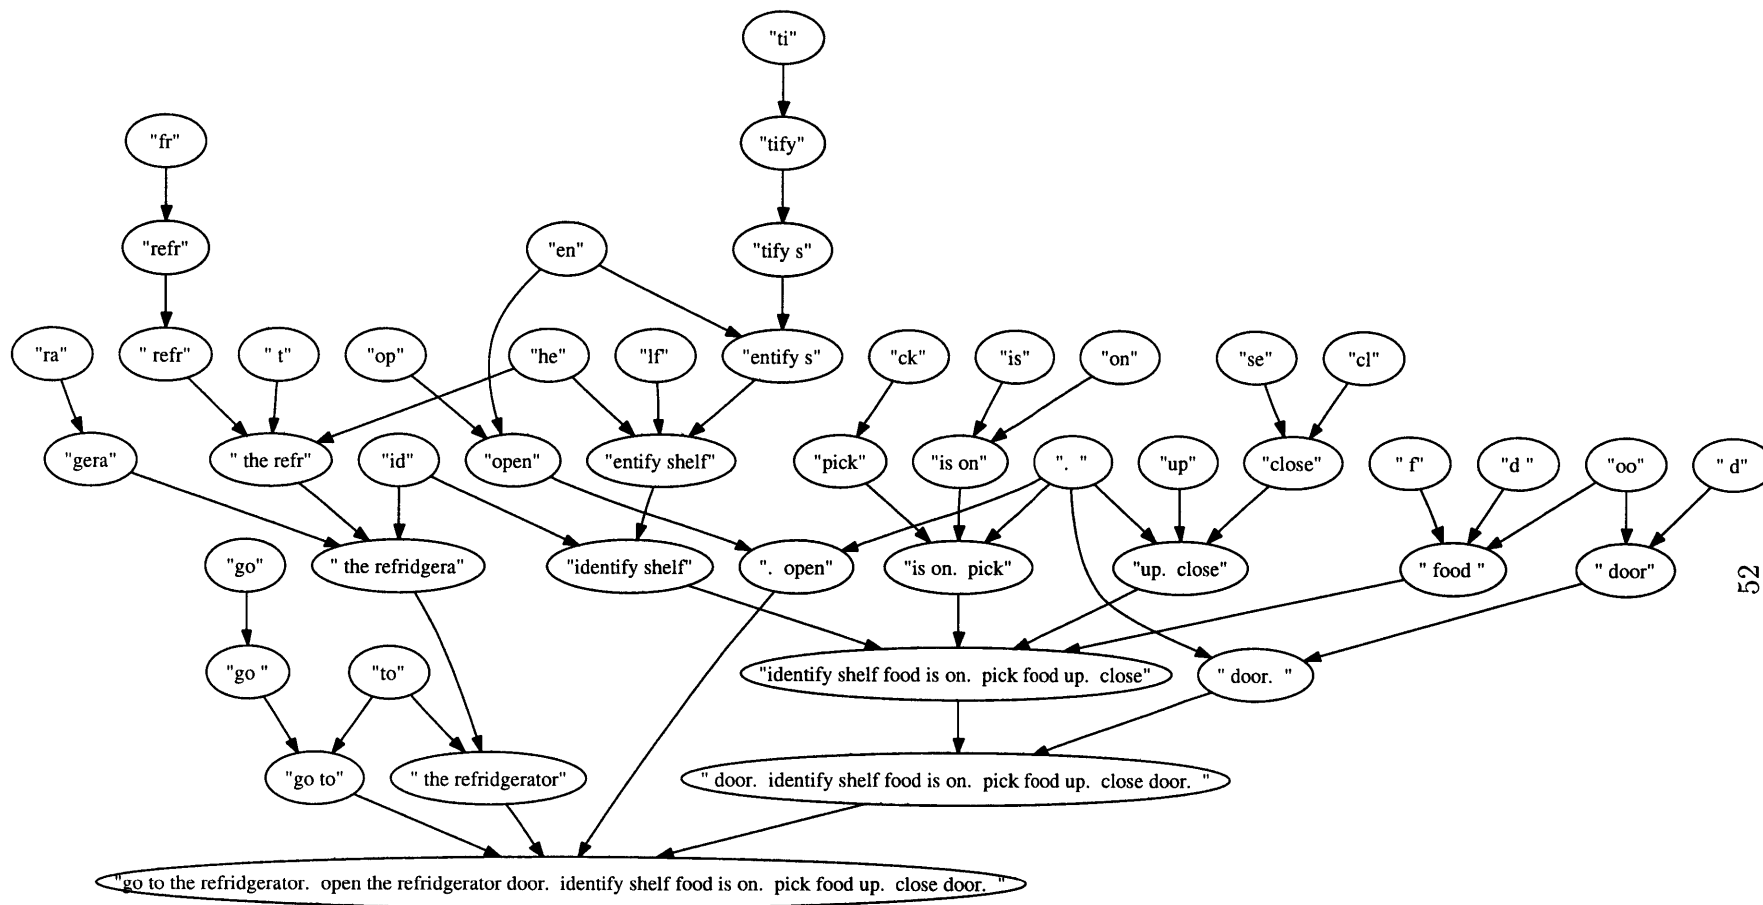 "ti"
"fr"
"tify"
"refr"
"en"
"tify s"
"ra"
" refr"
" t"
"op"
"he"
"lf"
"entify s"
"ck"
"is"
"on"
"se"
"cl"
"gera"
" the refr"
"id"
"open"
"entify shelf"
"pick"
"is on"
".  "
"up"
"close"
" f"
"d "
"oo"
" d"
"go"
" the refridgera"
"identify shelf"
".  open"
"is on.  pick"
"up.  close"
" food "
" door"
52
"go "
"to"
"identify shelf food is on.  pick food up.  close"
" door.  "
"go to"
" the refridgerator"
" door.  identify shelf food is on.  pick food up.  close door.  "
"go to the refridgerator.  open the refridgerator door.  identify shelf food is on.  pick food up.  close door.  "